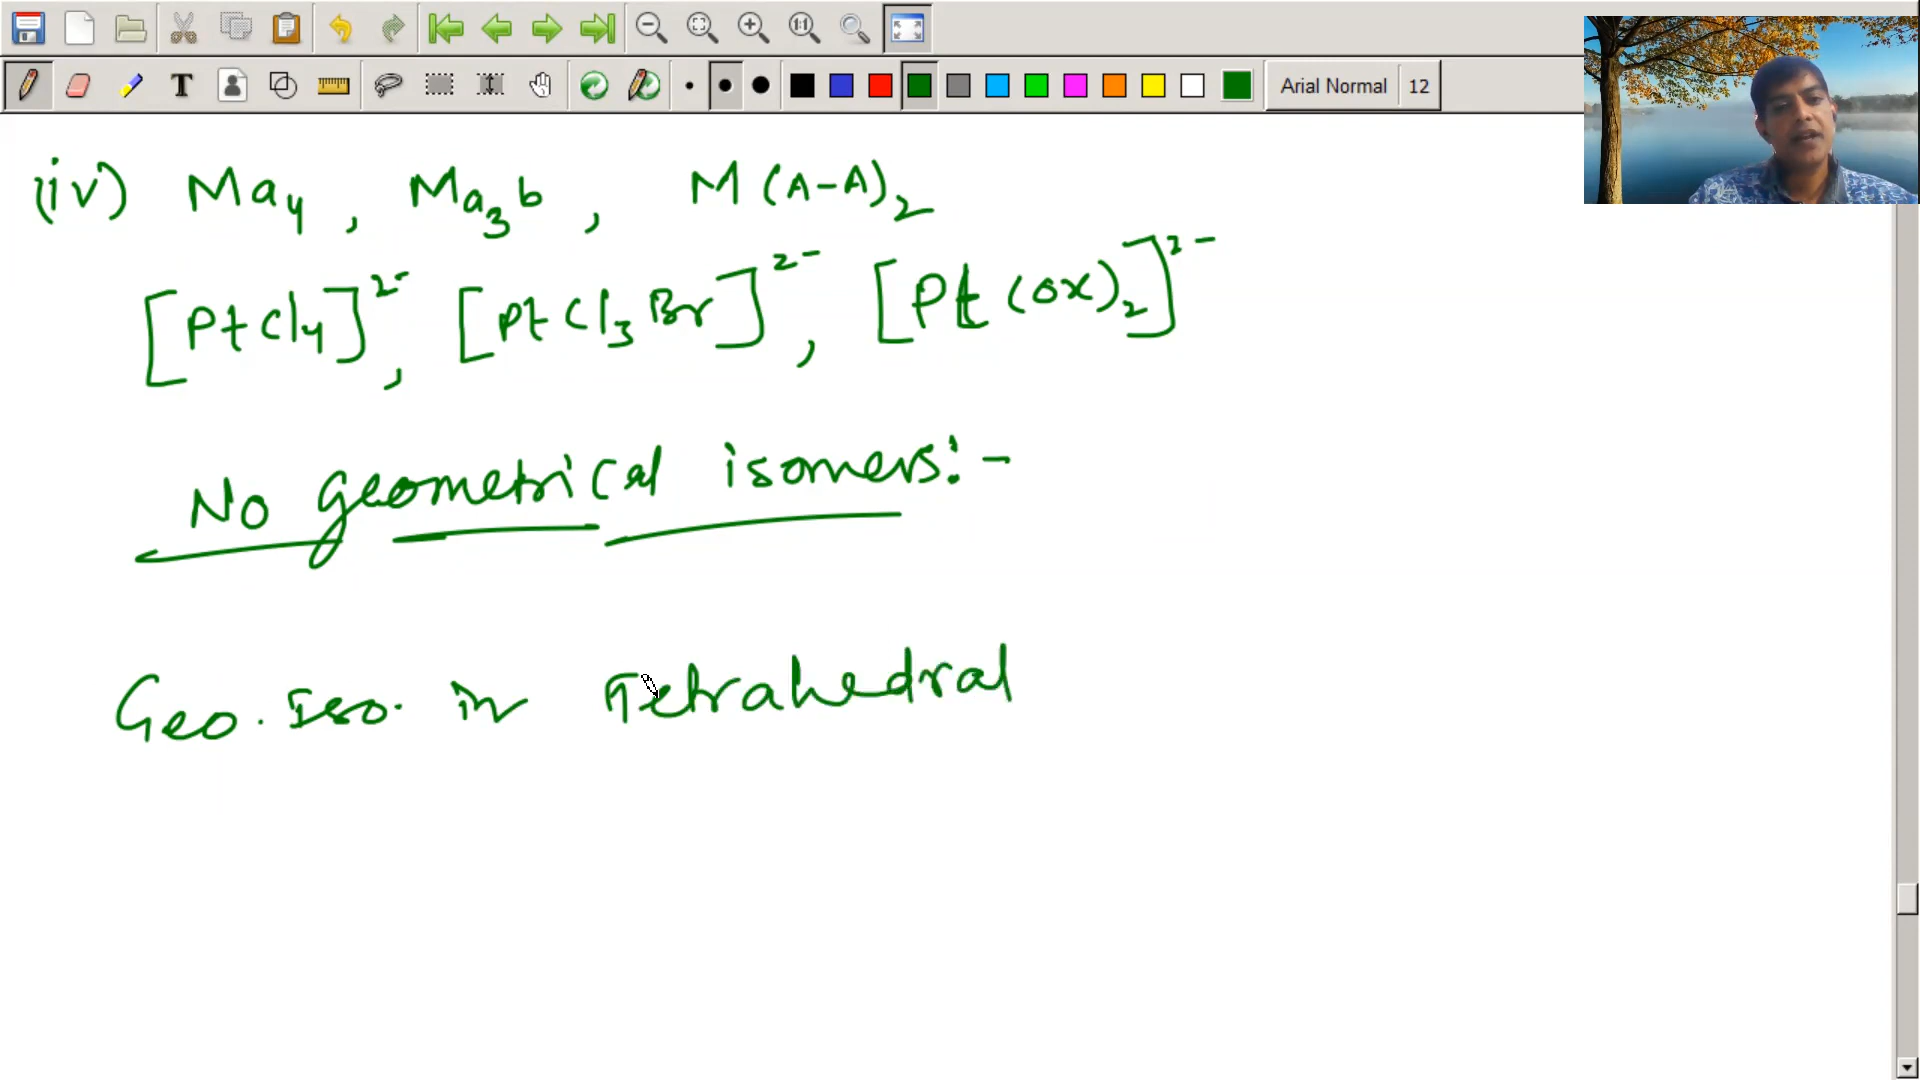 Arial Normal 12
(iv) Ma₄ , Ma₃b , M(A-A)₂
[PtCl₄]²⁻, [PtCl₃Br]²⁻, [Pt(ox)₂]²⁻
No geometrical isomers:-
Geo. Iso. in Tetrahedral